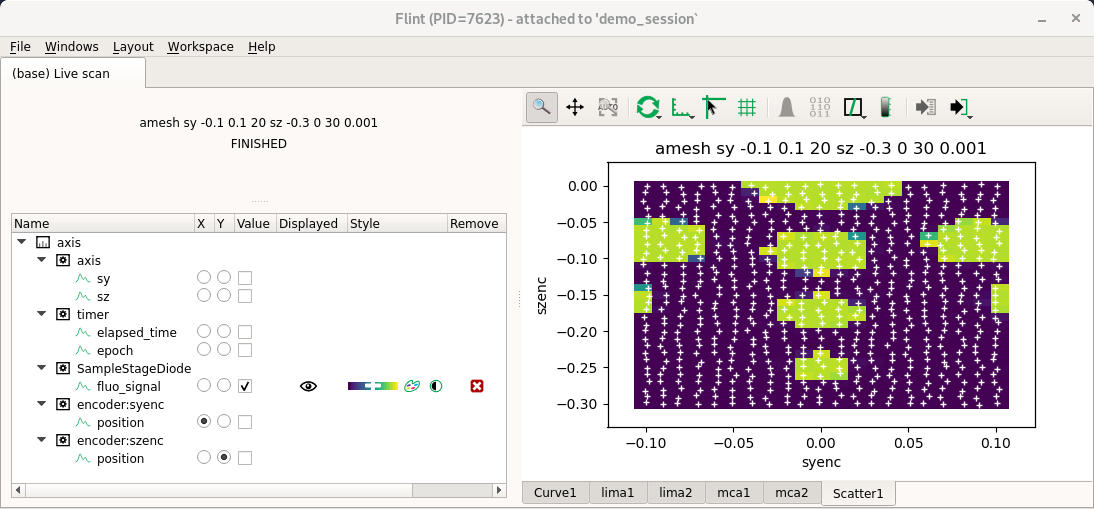 Flint (PID=7623) - attached to 'demo_session`
File Windows Layout Workspace Help
(base) Live scan
amesh sy -0.1 0.1 20 sz -0.3 0 30 0.001
FINISHED
Name X Y Value Displayed Style Remove
axis
axis
sy
sz
timer
elapsed_time
epoch
SampleStageDiode
fluo_signal
encoder:syenc
position
encoder:szenc
position
AUTO
010
110
011
amesh sy -0.1 0.1 20 sz -0.3 0 30 0.001
0.00
−0.05
−0.10
−0.15
−0.20
−0.25
−0.30
szenc
−0.10 −0.05 0.00 0.05 0.10
syenc
Curve1 lima1 lima2 mca1 mca2 Scatter1